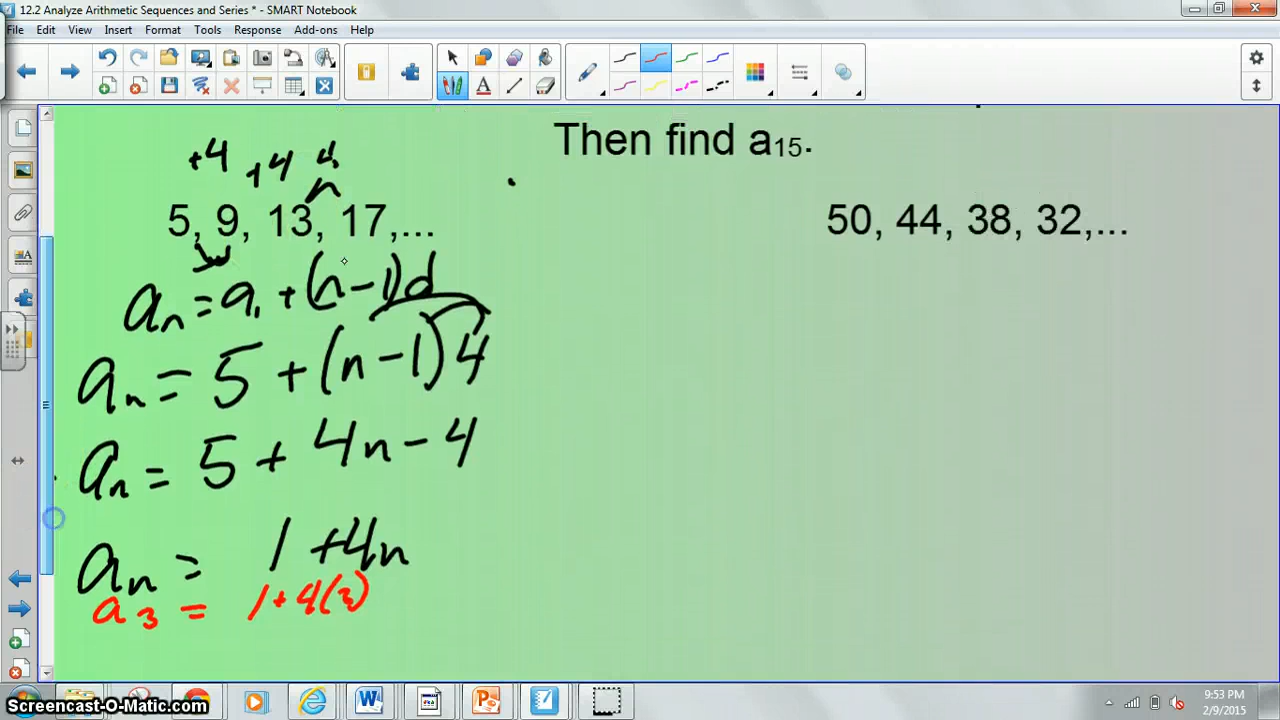 12.2 Analyze Arithmetic Sequences and Series * - SMART Notebook
File Edit View Insert Format Tools Response Add-ons Help
Then find a15.
+4 +4 4
5, 9, 13, 17,...
50, 44, 38, 32,...
an = a1 + (n-1)d
an = 5 + (n-1)4
an = 5 + 4n - 4
an = 1 + 4n
a3 = 1 + 4(3)
9:53 PM
2/9/2015
Screencast-O-Matic.com